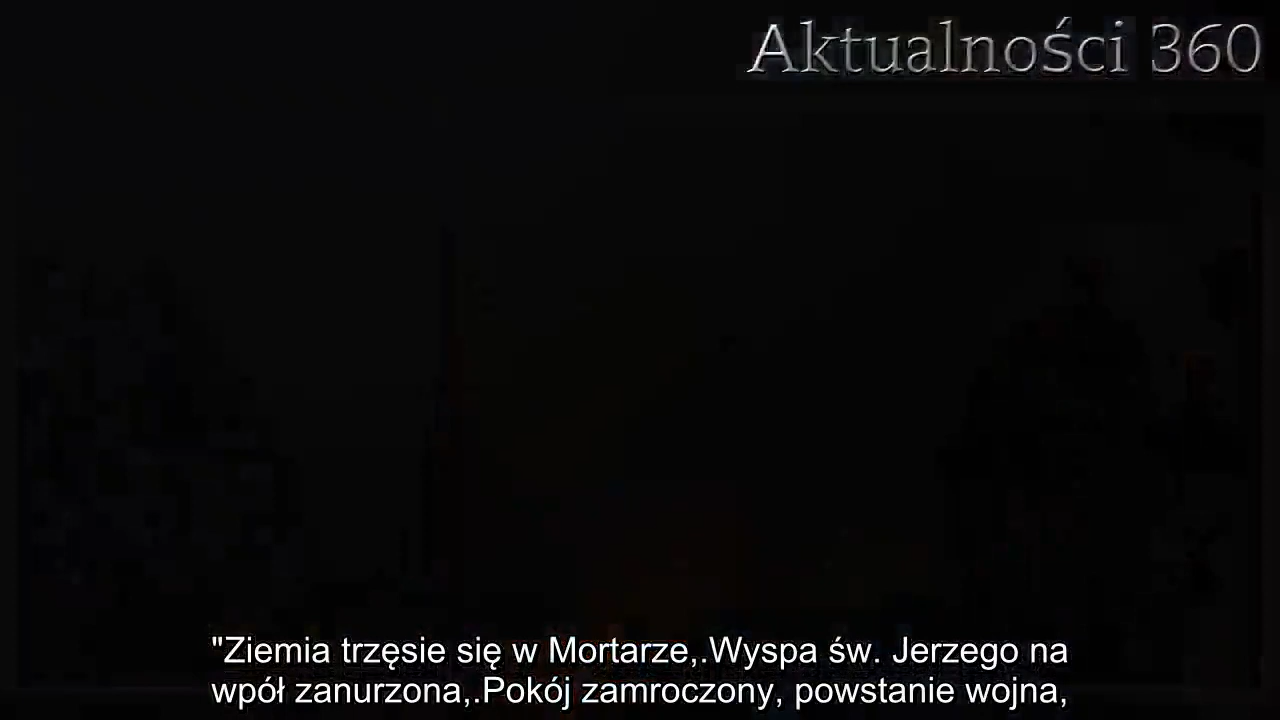 Aktualności 360
"Ziemia trzęsie się w Mortarze,.Wyspa św. Jerzego na
wpół zanurzona,.Pokój zamroczony, powstanie wojna,